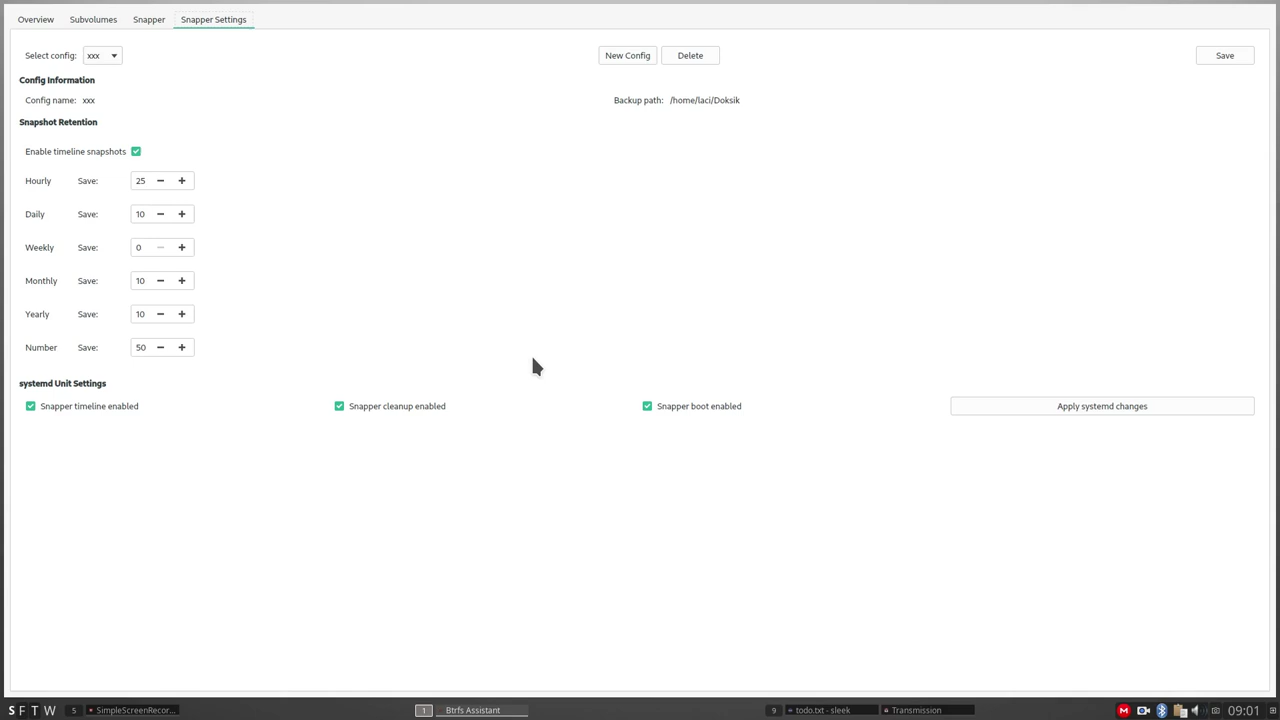 Overview Subvolumes Snapper Snapper Settings
Select config: xxx New Config Delete Save
Config Information
Config name: xxx Backup path: /home/laci/Doksik
Snapshot Retention
Enable timeline snapshots
Hourly Save: 25
Daily Save: 10
Weekly Save: 0
Monthly Save: 10
Yearly Save: 10
Number Save: 50
systemd Unit Settings
Snapper timeline enabled Snapper cleanup enabled Snapper boot enabled Apply systemd changes
S F T W 5 SimpleScreenRecor... 1 Btrfs Assistant 9 todo.txt - sleek Transmission M 09:01